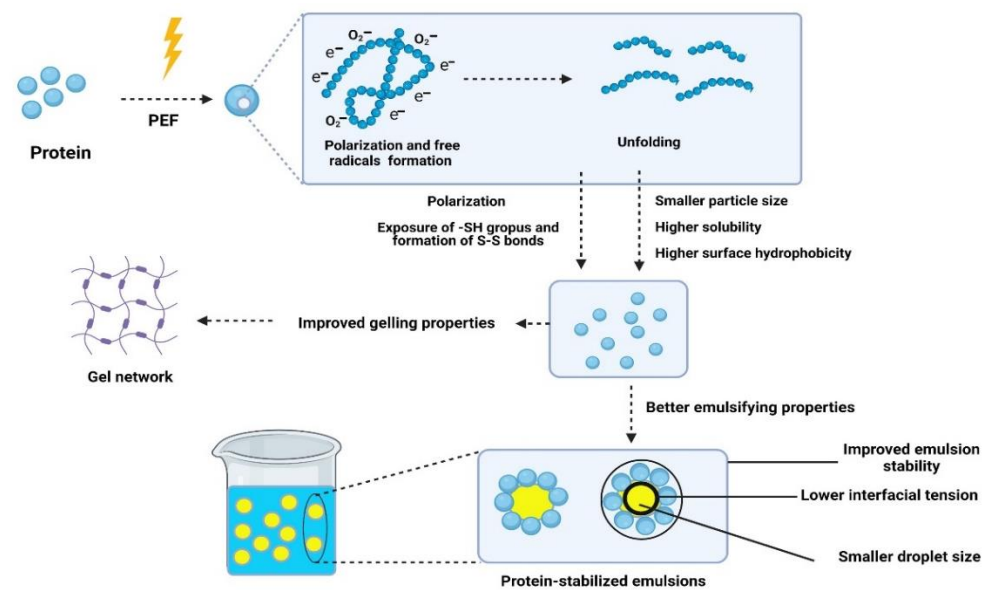 O₂⁻
O₂⁻
e⁻
e⁻
e⁻
e⁻
O₂⁻
e⁻
PEF
Protein
Polarization and free
radicals formation
Unfolding
Polarization
Exposure of -SH gropus and
formation of S-S bonds
Smaller particle size
Higher solubility
Higher surface hydrophobicity
Improved gelling properties
Gel network
Better emulsifying properties
Improved emulsion
stability
Lower interfacial tension
Smaller droplet size
Protein-stabilized emulsions